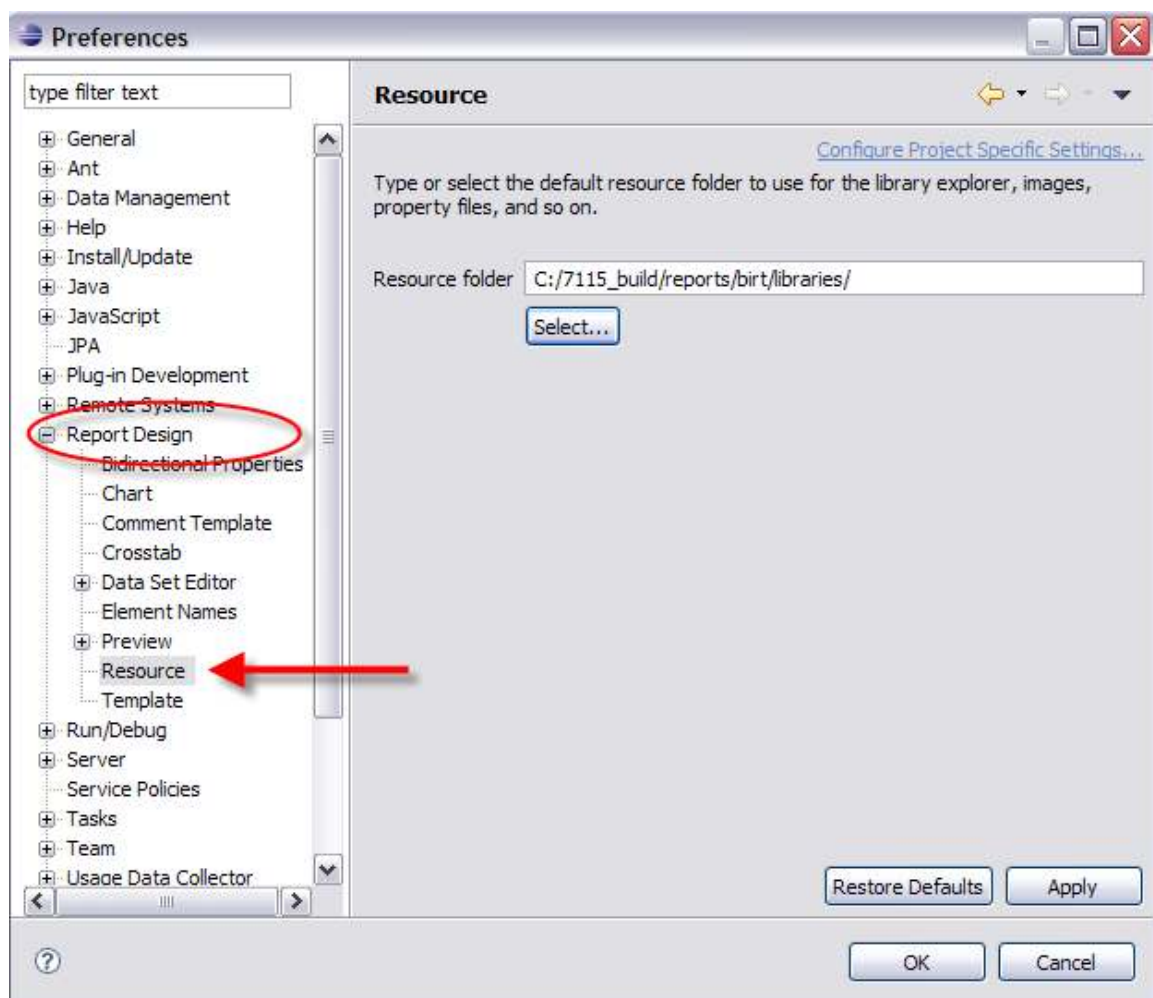 Preferences
type filter text
General
Ant
Data Management
Help
Install/Update
Java
JavaScript
JPA
Plug-in Development
Remote Systems
Report Design
Bidirectional Properties
Chart
Comment Template
Crosstab
Data Set Editor
Element Names
Preview
Resource
Template
Run/Debug
Server
Service Policies
Tasks
Team
Usage Data Collector
Resource
Configure Project Specific Settings...
Type or select the default resource folder to use for the library explorer, images,
property files, and so on.
Resource folder C:/7115_build/reports/birt/libraries/
Select...
Restore Defaults Apply
OK Cancel